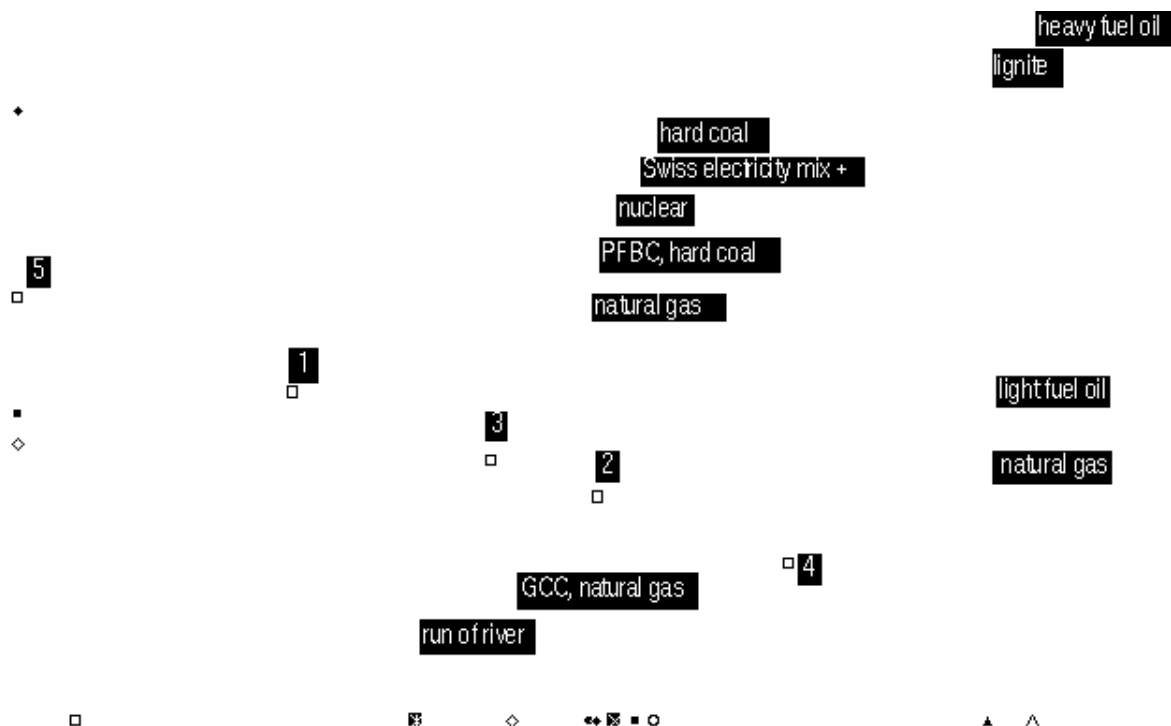 heavy fuel oil
lignite
hard coal
Swiss electricity mix +
nuclear
PFBC, hard coal
5
natural gas
1
light fuel oil
3
2
natural gas
4
GCC, natural gas
run of river